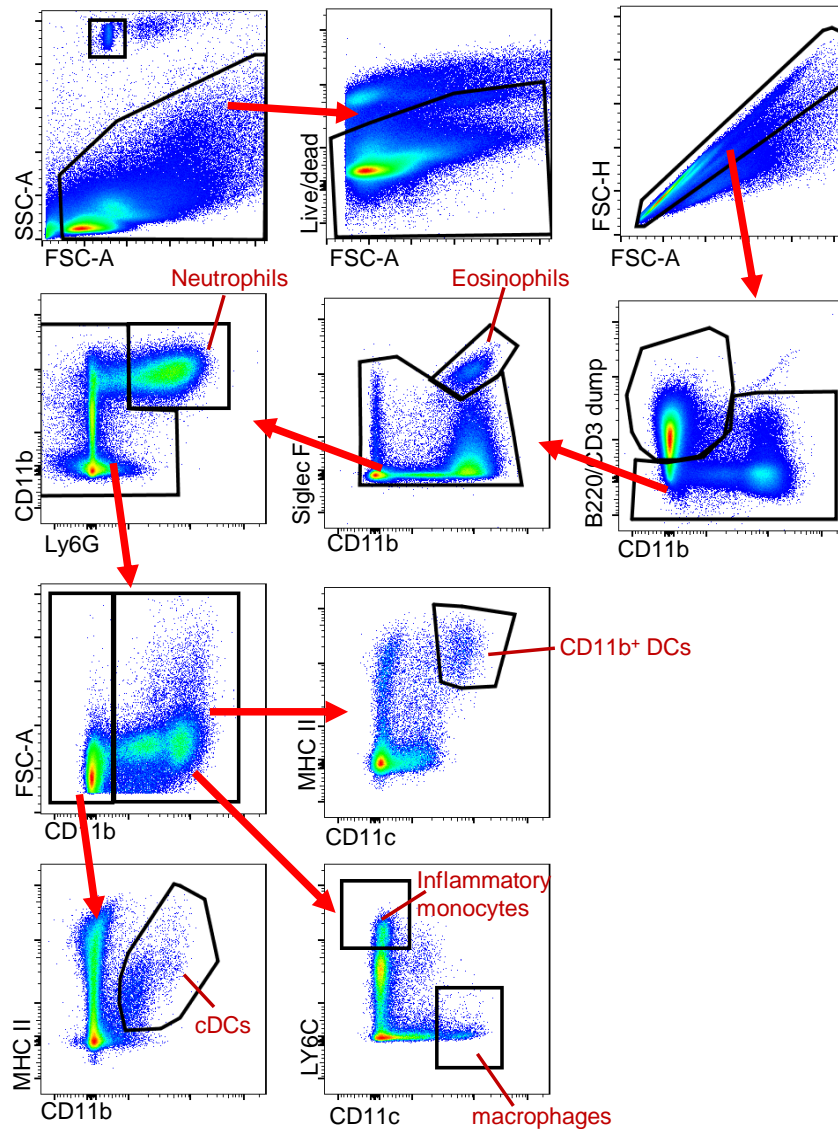 SSC-A
FSC-A
Live/dead
FSC-A
FSC-H
FSC-A
Neutrophils
CD11b
Ly6G
Eosinophils
Siglec F
CD11b
B220/CD3 dump
CD11b
FSC-A
CD11b
CD11b⁺ DCs
MHC II
CD11c
cDCs
MHC II
CD11b
Inflammatory
monocytes
LY6C
CD11c
macrophages